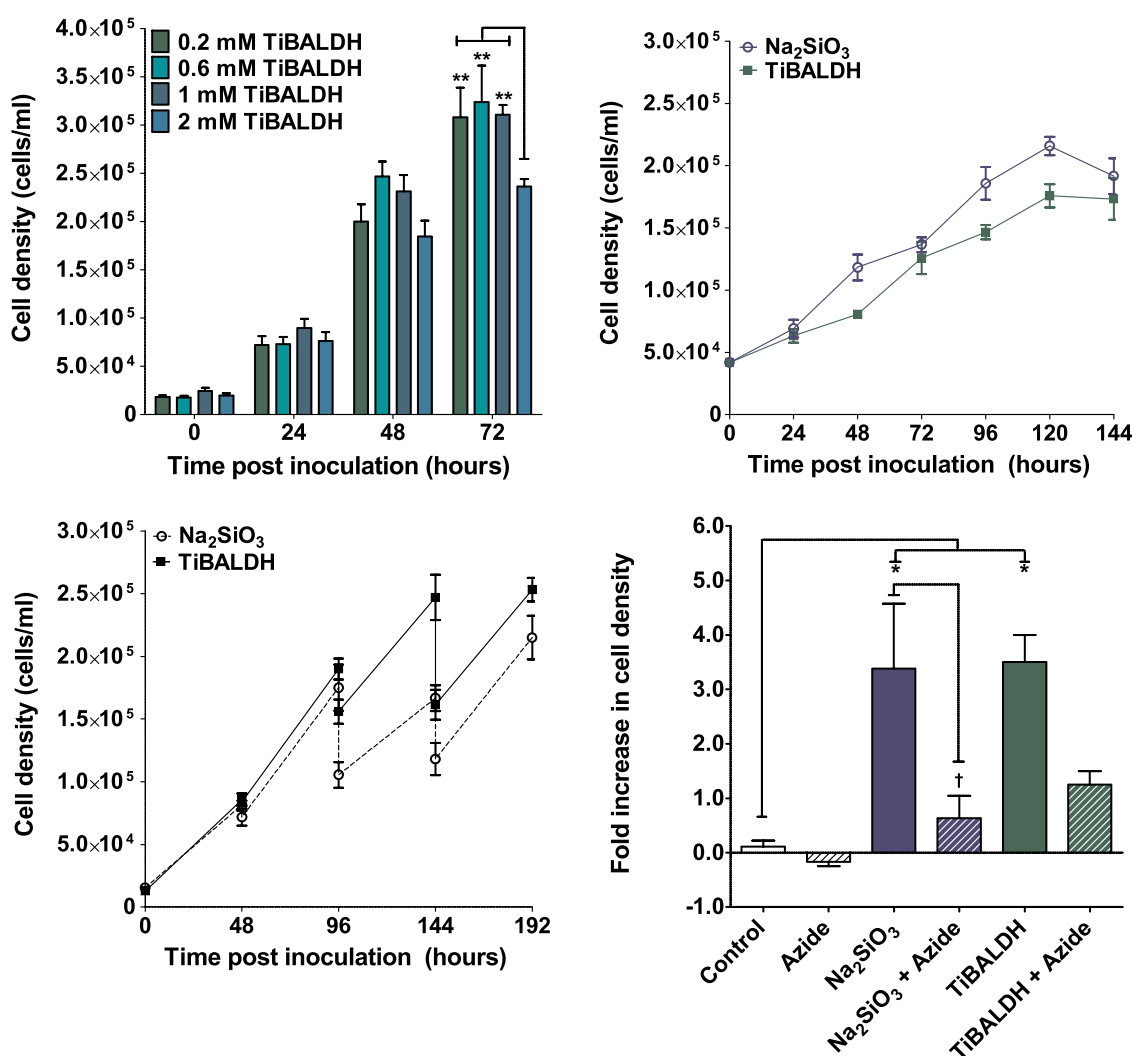 4.0×10⁵
3.5×10⁵
3.0×10⁵
2.5×10⁵
2.0×10⁵
1.5×10⁵
1.0×10⁵
5.0×10⁴
0
Cell density (cells/ml)
0.2 mM TiBALDH
0.6 mM TiBALDH
1 mM TiBALDH
2 mM TiBALDH
** ** **
0 24 48 72
Time post inoculation (hours)
3.0×10⁵
2.5×10⁵
2.0×10⁵
1.5×10⁵
1.0×10⁵
5.0×10⁴
0
Cell density (cells/ml)
Na₂SiO₃
TiBALDH
0 24 48 72 96 120 144
Time post inoculation (hours)
3.0×10⁵
2.5×10⁵
2.0×10⁵
1.5×10⁵
1.0×10⁵
5.0×10⁴
0
Cell density (cells/ml)
Na₂SiO₃
TiBALDH
0 48 96 144 192
Time post inoculation (hours)
6.0
5.0
4.0
3.0
2.0
1.0
0.0
-1.0
Fold increase in cell density
* *
†
Control
Azide
Na₂SiO₃
Na₂SiO₃ + Azide
TiBALDH
TiBALDH + Azide